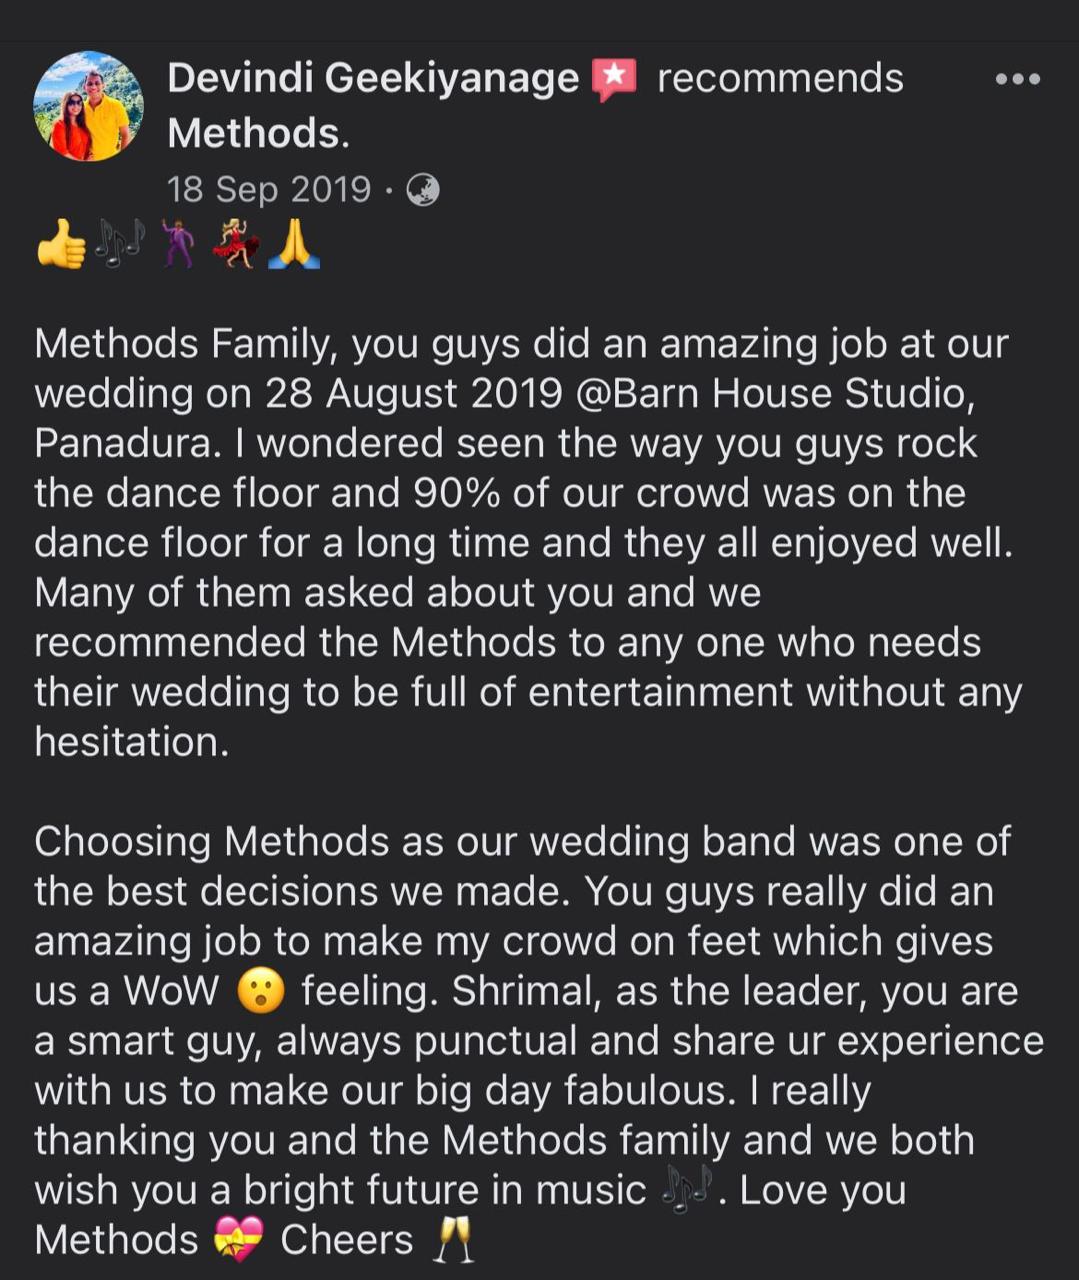 Devindi Geekiyanage recommends
Methods.
18 Sep 2019 ·
👍🎶🕺💃🙏
Methods Family, you guys did an amazing job at our
wedding on 28 August 2019 @Barn House Studio,
Panadura. I wondered seen the way you guys rock
the dance floor and 90% of our crowd was on the
dance floor for a long time and they all enjoyed well.
Many of them asked about you and we
recommended the Methods to any one who needs
their wedding to be full of entertainment without any
hesitation.
Choosing Methods as our wedding band was one of
the best decisions we made. You guys really did an
amazing job to make my crowd on feet which gives
us a WoW 😮 feeling. Shrimal, as the leader, you are
a smart guy, always punctual and share ur experience
with us to make our big day fabulous. I really
thanking you and the Methods family and we both
wish you a bright future in music 🎶. Love you
Methods 💝 Cheers 🥂